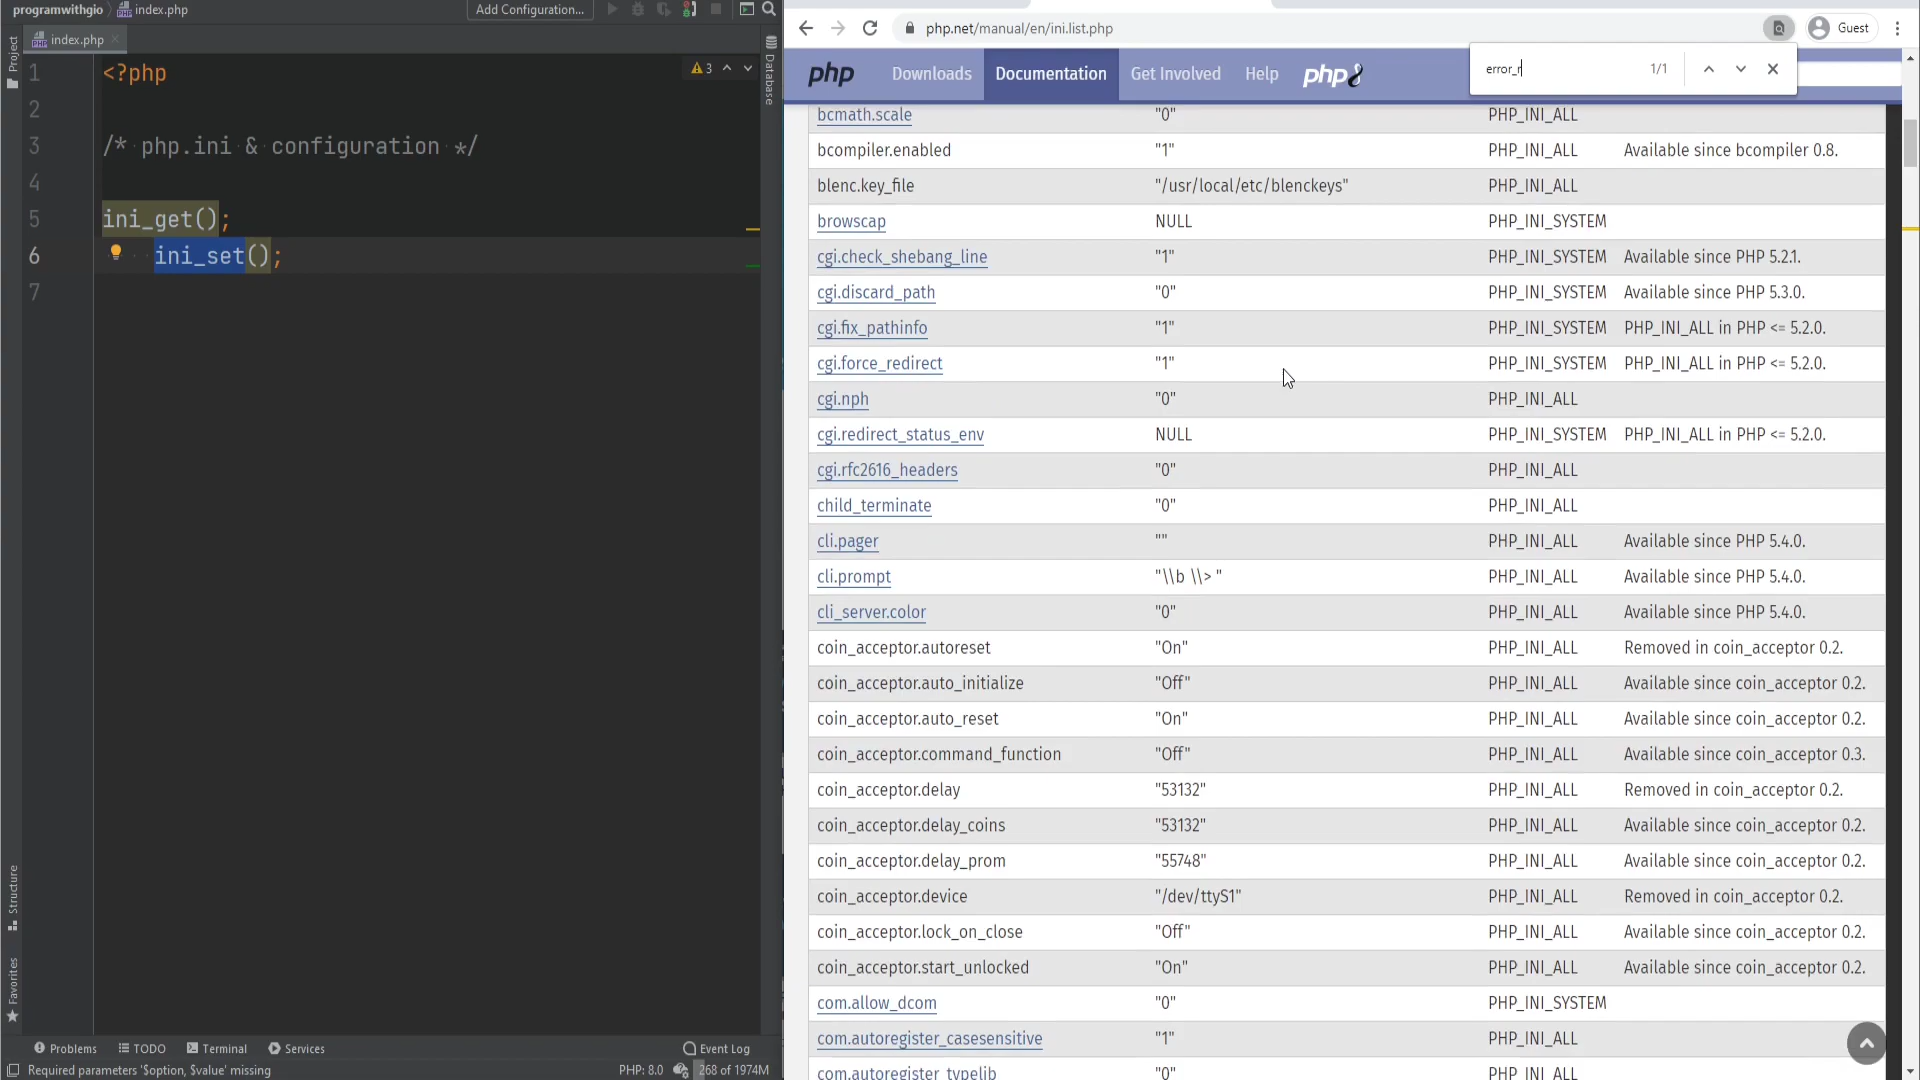 programwithgio
index.php
Add Configuration...
index.php
Project
Database
3
1 <?php
2
3 /* php.ini & configuration */
4
5 ini_get();
6 ini_set();
7
Structure
Favorites
Problems
TODO
Terminal
Services
Event Log
Required parameters '$option, $value' missing
PHP: 8.0
268 of 1974M
php.net/manual/en/ini.list.php
Guest
php
Downloads
Documentation
Get Involved
Help
php8
error_r
1/1
bcmath.scale "0" PHP_INI_ALL
bcompiler.enabled "1" PHP_INI_ALL Available since bcompiler 0.8.
blenc.key_file "/usr/local/etc/blenckeys" PHP_INI_ALL
browscap NULL PHP_INI_SYSTEM
cgi.check_shebang_line "1" PHP_INI_SYSTEM Available since PHP 5.2.1.
cgi.discard_path "0" PHP_INI_SYSTEM Available since PHP 5.3.0.
cgi.fix_pathinfo "1" PHP_INI_SYSTEM PHP_INI_ALL in PHP <= 5.2.0.
cgi.force_redirect "1" PHP_INI_SYSTEM PHP_INI_ALL in PHP <= 5.2.0.
cgi.nph "0" PHP_INI_ALL
cgi.redirect_status_env NULL PHP_INI_SYSTEM PHP_INI_ALL in PHP <= 5.2.0.
cgi.rfc2616_headers "0" PHP_INI_ALL
child_terminate "0" PHP_INI_ALL
cli.pager "" PHP_INI_ALL Available since PHP 5.4.0.
cli.prompt "\\b \\> " PHP_INI_ALL Available since PHP 5.4.0.
cli_server.color "0" PHP_INI_ALL Available since PHP 5.4.0.
coin_acceptor.autoreset "On" PHP_INI_ALL Removed in coin_acceptor 0.2.
coin_acceptor.auto_initialize "Off" PHP_INI_ALL Available since coin_acceptor 0.2.
coin_acceptor.auto_reset "On" PHP_INI_ALL Available since coin_acceptor 0.2.
coin_acceptor.command_function "Off" PHP_INI_ALL Available since coin_acceptor 0.3.
coin_acceptor.delay "53132" PHP_INI_ALL Removed in coin_acceptor 0.2.
coin_acceptor.delay_coins "53132" PHP_INI_ALL Available since coin_acceptor 0.2.
coin_acceptor.delay_prom "55748" PHP_INI_ALL Available since coin_acceptor 0.2.
coin_acceptor.device "/dev/ttyS1" PHP_INI_ALL Removed in coin_acceptor 0.2.
coin_acceptor.lock_on_close "Off" PHP_INI_ALL Available since coin_acceptor 0.2.
coin_acceptor.start_unlocked "On" PHP_INI_ALL Available since coin_acceptor 0.2.
com.allow_dcom "0" PHP_INI_SYSTEM
com.autoregister_casesensitive "1" PHP_INI_ALL
com.autoregister_typelib "0" PHP_INI_ALL